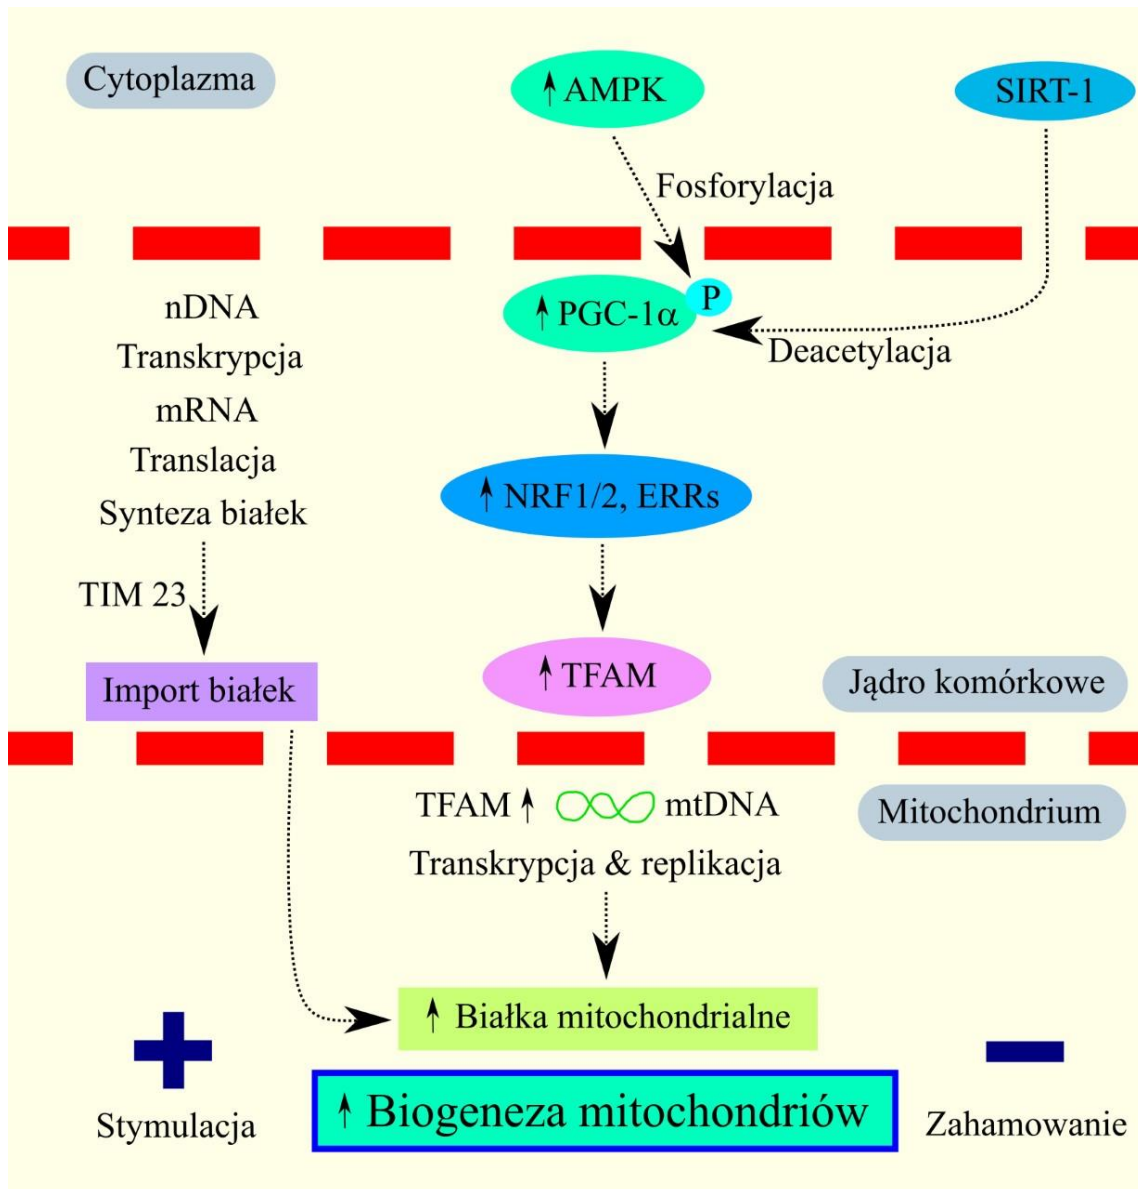 Cytoplazma
↑ AMPK
SIRT-1
Fosforylacja
nDNA
Transkrypcja
mRNA
Translacja
Synteza białek
TIM 23
Import białek
↑ PGC-1α
P
Deacetylacja
↑ NRF1/2, ERRs
↑ TFAM
Jądro komórkowe
TFAM ↑ mtDNA
Mitochondrium
Transkrypcja & replikacja
↑ Białka mitochondrialne
Stymulacja
↑ Biogeneza mitochondriów
Zahamowanie